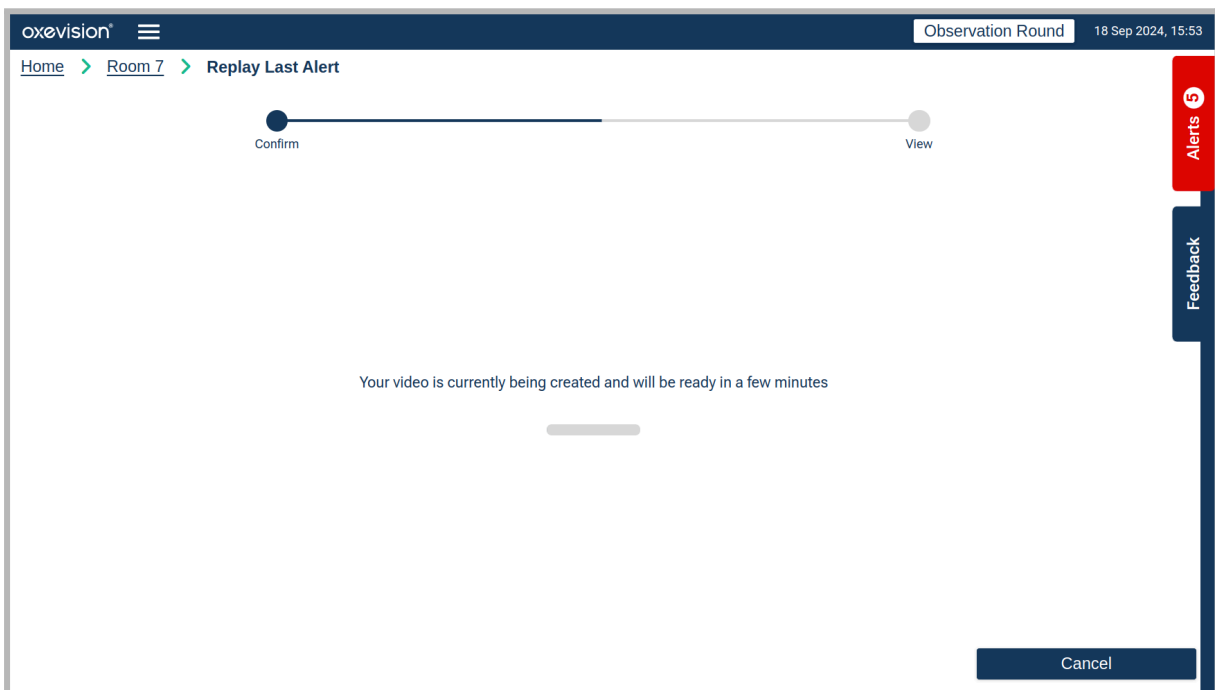 oxevision® Observation Round 18 Sep 2024, 15:53
Home Room 7 Replay Last Alert
Alerts 5
Confirm View
Feedback
Your video is currently being created and will be ready in a few minutes
Cancel